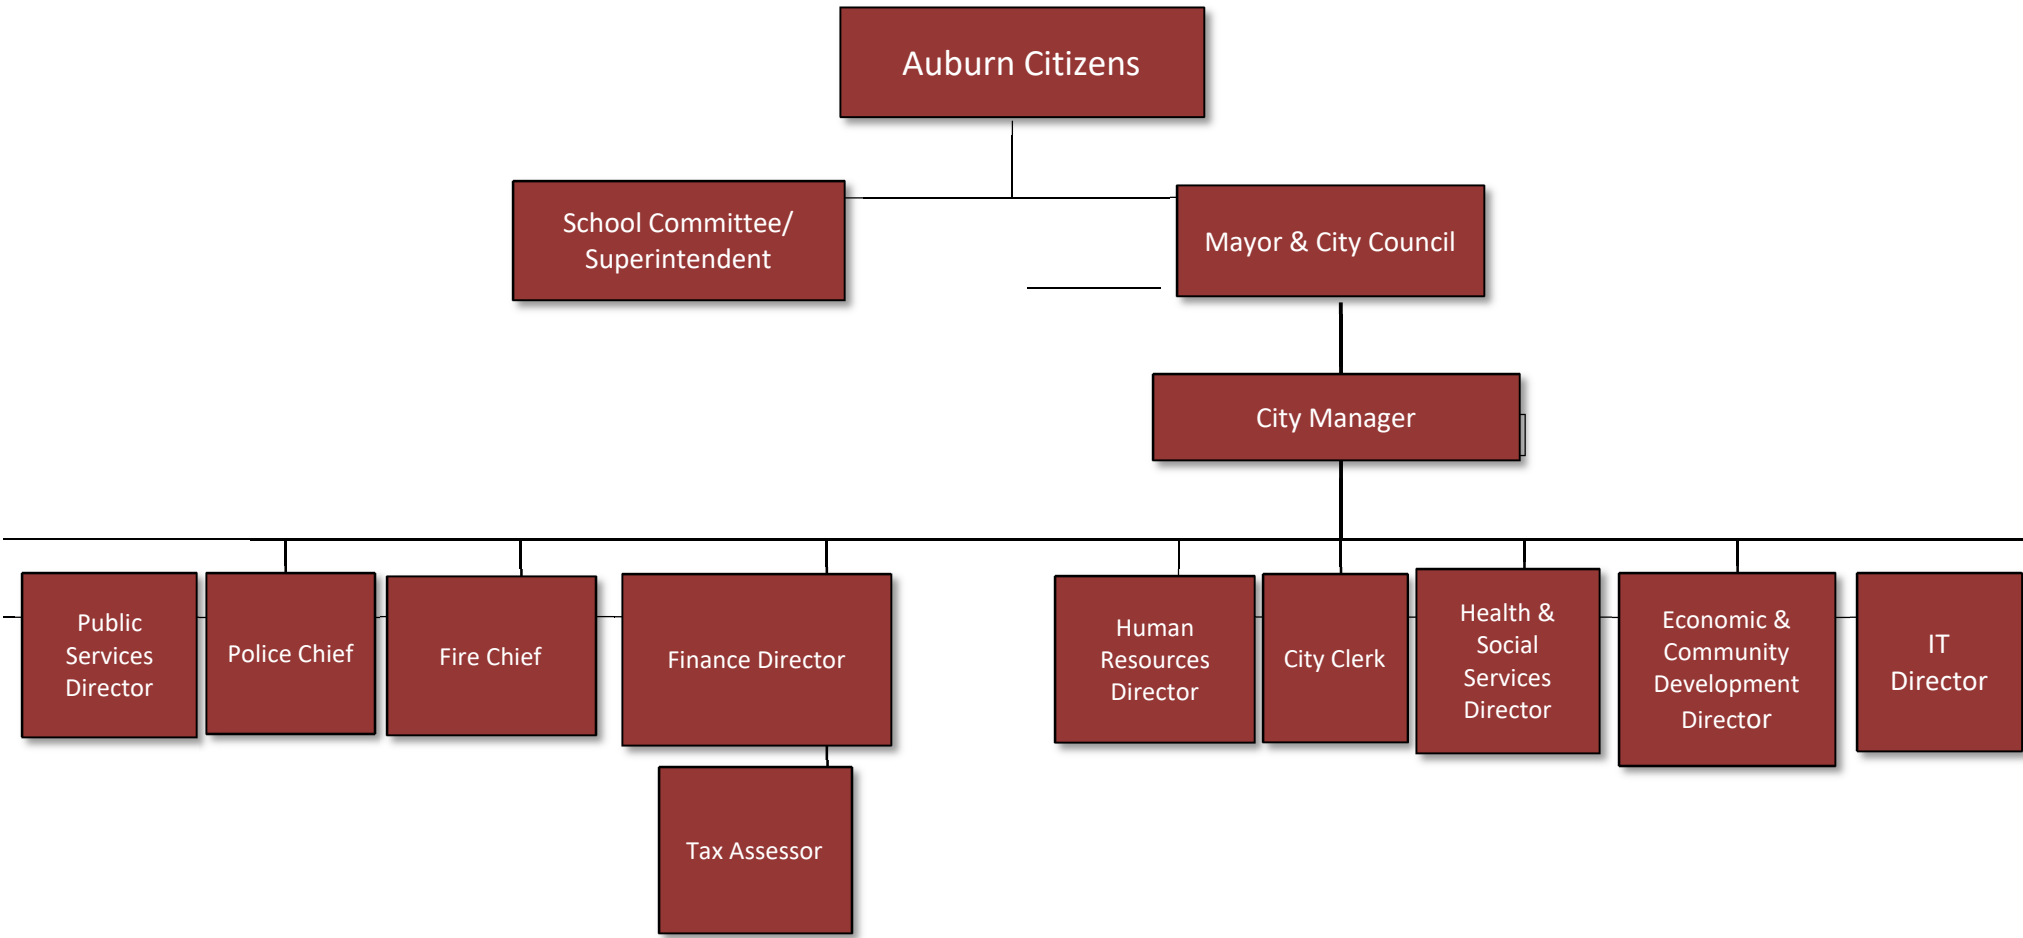 Auburn Citizens
School Committee/
Superintendent
Mayor & City Council
City Manager
Public
Services
Director
Police Chief
Fire Chief
Finance Director
Human
Resources
Director
City Clerk
Health &
Social
Services
Director
Economic &
Community
Development
Director
IT
Director
Tax Assessor